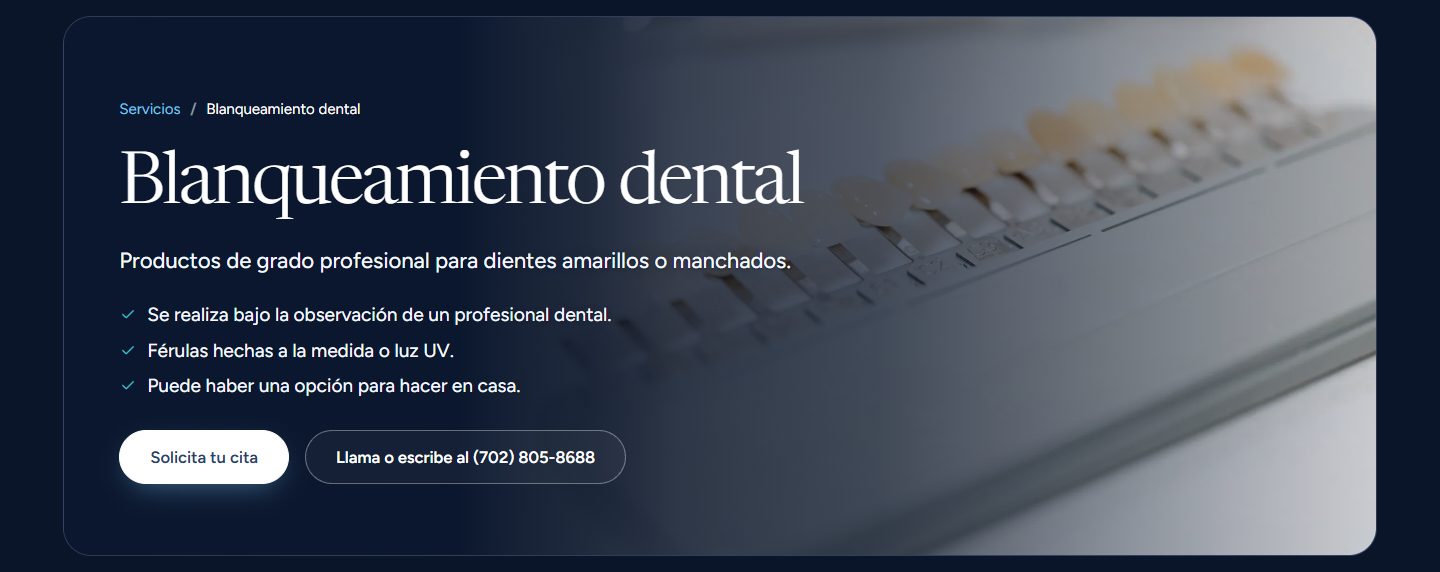 Servicios / Blanqueamiento dental
Blanqueamiento dental
Productos de grado profesional para dientes amarillos o manchados.
Se realiza bajo la observación de un profesional dental.
Férulas hechas a la medida o luz UV.
Puede haber una opción para hacer en casa.
Solicita tu cita
Llama o escribe al (702) 805-8688